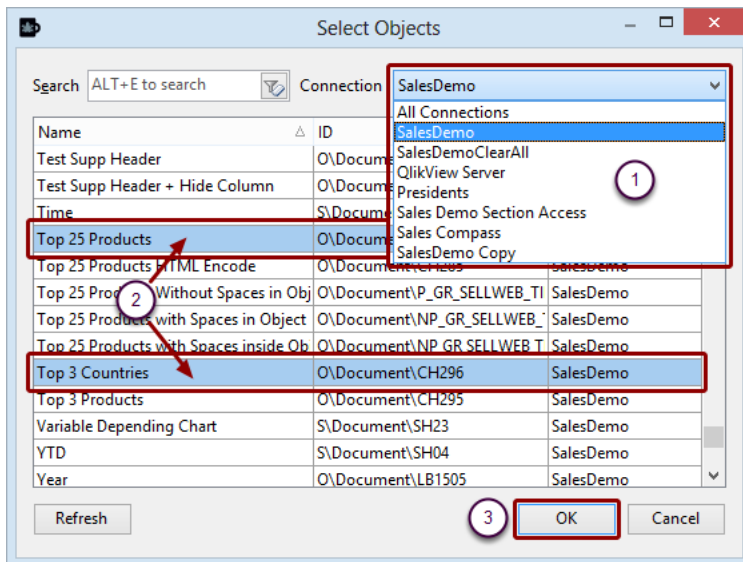 Select Objects
Search ALT+E to search Connection SalesDemo
All Connections
SalesDemo
SalesDemoClearAll
QlikView Server
Presidents
Sales Demo Section Access
Sales Compass
SalesDemo Copy
1
Name ID
Test Supp Header O\Docume
Test Supp Header + Hide Column O\Docume
Time S\Docume
Top 25 Products O\Docume
Top 25 Products HTML Encode O\Document\CH285 SalesDemo
2
Top 25 Products Without Spaces in Obj O\Document\P_GR_SELLWEB_TI SalesDemo
Top 25 Products with Spaces in Object O\Document\NP_GR_SELLWEB_ SalesDemo
Top 25 Products with Spaces inside Ob O\Document\NP GR SELLWEB T SalesDemo
Top 3 Countries O\Document\CH296 SalesDemo
Top 3 Products O\Document\CH295 SalesDemo
Variable Depending Chart S\Document\SH23 SalesDemo
YTD S\Document\SH04 SalesDemo
Year O\Document\LB1505 SalesDemo
Refresh 3 OK Cancel